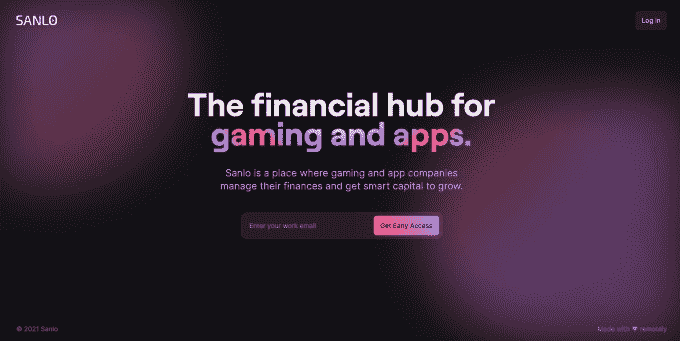 SANLO
Log in
The financial hub for
gaming and apps.
Sanlo is a place where gaming and app companies
manage their finances and get smart capital to grow.
Enter your work email
Get Early Access
© 2021 Sanlo
Made with ♥ remotely